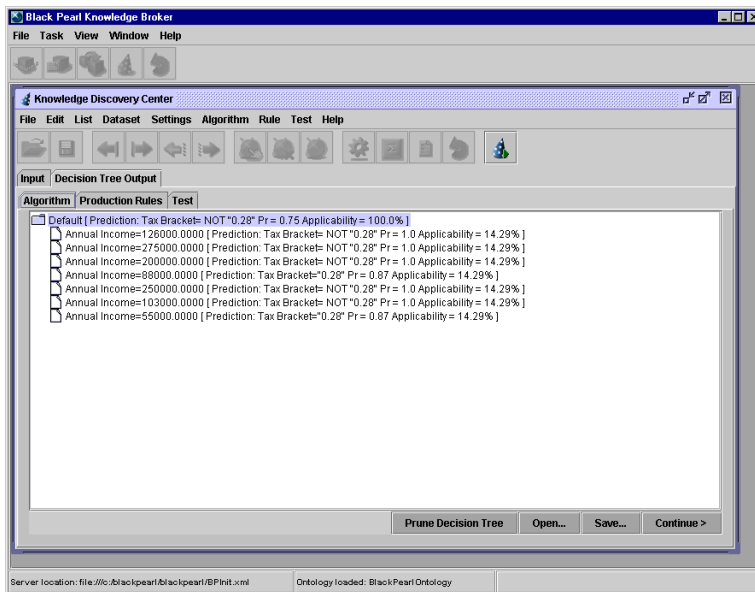 Black Pearl Knowledge Broker
File Task View Window Help
Knowledge Discovery Center
File Edit List Dataset Settings Algorithm Rule Test Help
Input Decision Tree Output
Algorithm Production Rules Test
Default [ Prediction: Tax Bracket= NOT "0.28" Pr = 0.75 Applicability = 100.0% ]
Annual Income=126000.0000 [ Prediction: Tax Bracket= NOT "0.28" Pr = 1.0 Applicability = 14.29% ]
Annual Income=275000.0000 [ Prediction: Tax Bracket= NOT "0.28" Pr = 1.0 Applicability = 14.29% ]
Annual Income=200000.0000 [ Prediction: Tax Bracket= NOT "0.28" Pr = 1.0 Applicability = 14.29% ]
Annual Income=88000.0000 [ Prediction: Tax Bracket="0.28" Pr = 0.87 Applicability = 14.29% ]
Annual Income=250000.0000 [ Prediction: Tax Bracket= NOT "0.28" Pr = 1.0 Applicability = 14.29% ]
Annual Income=103000.0000 [ Prediction: Tax Bracket= NOT "0.28" Pr = 1.0 Applicability = 14.29% ]
Annual Income=55000.0000 [ Prediction: Tax Bracket="0.28" Pr = 0.87 Applicability = 14.29% ]
Prune Decision Tree Open... Save... Continue >
Server location: file:///c:/blackpearl/blackpearl/BPInit.xml Ontology loaded: BlackPearlOntology